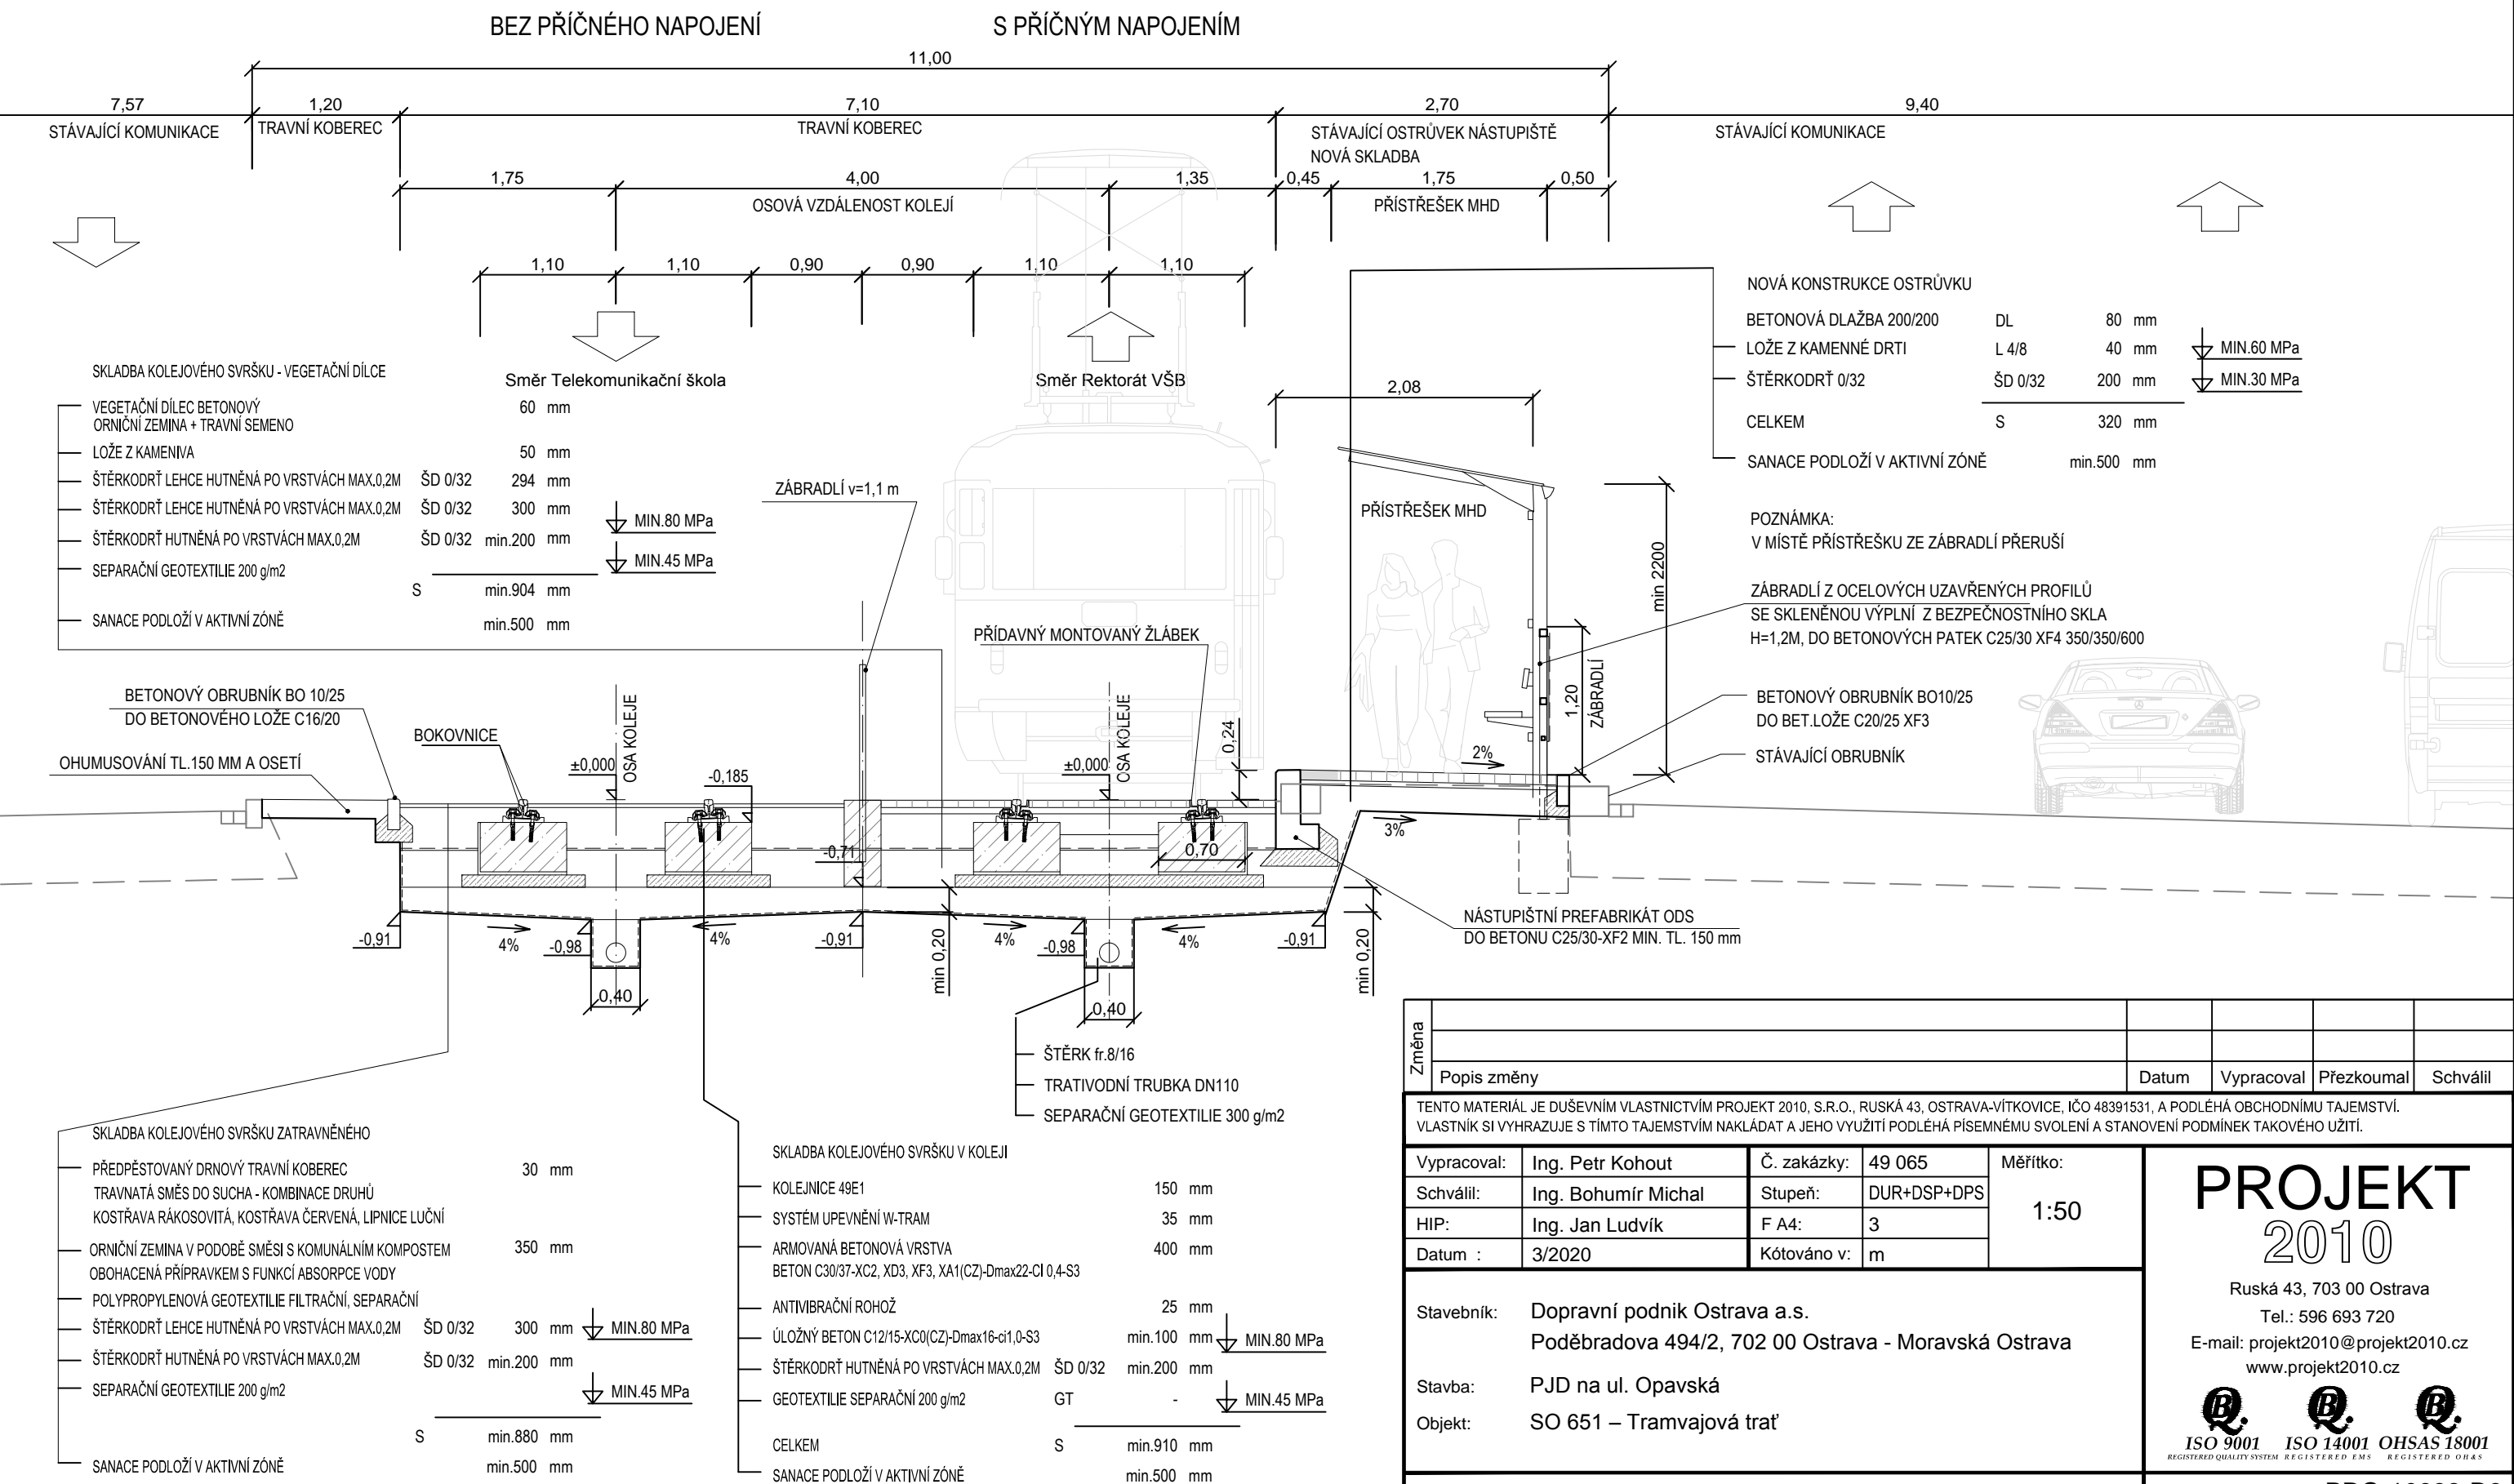 BEZ PŘÍČNÉHO NAPOJENÍ
S PŘÍČNÝM NAPOJENÍM
11,00
7,57
1,20
7,10
2,70
9,40
STÁVAJÍCÍ KOMUNIKACE
TRAVNÍ KOBEREC
TRAVNÍ KOBEREC
STÁVAJÍCÍ OSTRŮVEK NÁSTUPIŠTĚ
NOVÁ SKLADBA
STÁVAJÍCÍ KOMUNIKACE
1,75
4,00
1,35
0,45
1,75
0,50
OSOVÁ VZDÁLENOST KOLEJÍ
PŘÍSTŘEŠEK MHD
1,10
1,10
0,90
0,90
1,10
1,10
Směr Telekomunikační škola
Směr Rektorát VŠB
SKLADBA KOLEJOVÉHO SVRŠKU - VEGETAČNÍ DÍLCE
VEGETAČNÍ DÍLEC BETONOVÝ 60 mm
ORNIČNÍ ZEMINA + TRAVNÍ SEMENO
LOŽE Z KAMENIVA 50 mm
ŠTĚRKODRŤ LEHCE HUTNĚNÁ PO VRSTVÁCH MAX.0,2M ŠD 0/32 294 mm
ŠTĚRKODRŤ LEHCE HUTNĚNÁ PO VRSTVÁCH MAX.0,2M ŠD 0/32 300 mm
MIN.80 MPa
ŠTĚRKODRŤ HUTNĚNÁ PO VRSTVÁCH MAX.0,2M ŠD 0/32 min.200 mm
MIN.45 MPa
SEPARAČNÍ GEOTEXTILIE 200 g/m2
S min.904 mm
SANACE PODLOŽÍ V AKTIVNÍ ZÓNĚ min.500 mm
NOVÁ KONSTRUKCE OSTRŮVKU
BETONOVÁ DLAŽBA 200/200 DL 80 mm
LOŽE Z KAMENNÉ DRTI L 4/8 40 mm MIN.60 MPa
ŠTĚRKODRŤ 0/32 ŠD 0/32 200 mm MIN.30 MPa
CELKEM S 320 mm
SANACE PODLOŽÍ V AKTIVNÍ ZÓNĚ min.500 mm
POZNÁMKA:
V MÍSTĚ PŘÍSTŘEŠKU ZE ZÁBRADLÍ PŘERUŠÍ
ZÁBRADLÍ Z OCELOVÝCH UZAVŘENÝCH PROFILŮ
SE SKLENĚNOU VÝPLNÍ Z BEZPEČNOSTNÍHO SKLA
H=1,2M, DO BETONOVÝCH PATEK C25/30 XF4 350/350/600
BETONOVÝ OBRUBNÍK BO10/25
DO BET.LOŽE C20/25 XF3
STÁVAJÍCÍ OBRUBNÍK
2,08
PŘÍSTŘEŠEK MHD
min 2200
1,20
ZÁBRADLÍ
ZÁBRADLÍ v=1,1 m
PŘÍDAVNÝ MONTOVANÝ ŽLÁBEK
BETONOVÝ OBRUBNÍK BO 10/25
DO BETONOVÉHO LOŽE C16/20
BOKOVNICE
OHUMUSOVÁNÍ TL.150 MM A OSETÍ
±0,000
OSA KOLEJE
-0,185
±0,000
OSA KOLEJE
0,24
2%
3%
-0,71
0,70
-0,91
4%
-0,98
4%
-0,91
4%
-0,98
4%
-0,91
min 0,20
min 0,20
0,40
0,40
NÁSTUPIŠTNÍ PREFABRIKÁT ODS
DO BETONU C25/30-XF2 MIN. TL. 150 mm
ŠTĚRK fr.8/16
TRATIVODNÍ TRUBKA DN110
SEPARAČNÍ GEOTEXTILIE 300 g/m2
SKLADBA KOLEJOVÉHO SVRŠKU ZATRAVNĚNÉHO
PŘEDPĚSTOVANÝ DRNOVÝ TRAVNÍ KOBEREC 30 mm
TRAVNATÁ SMĚS DO SUCHA - KOMBINACE DRUHŮ
KOSTŘAVA RÁKOSOVITÁ, KOSTŘAVA ČERVENÁ, LIPNICE LUČNÍ
ORNIČNÍ ZEMINA V PODOBĚ SMĚSI S KOMUNÁLNÍM KOMPOSTEM 350 mm
OBOHACENÁ PŘÍPRAVKEM S FUNKCÍ ABSORPCE VODY
POLYPROPYLENOVÁ GEOTEXTILIE FILTRAČNÍ, SEPARAČNÍ
ŠTĚRKODRŤ LEHCE HUTNĚNÁ PO VRSTVÁCH MAX.0,2M ŠD 0/32 300 mm MIN.80 MPa
ŠTĚRKODRŤ HUTNĚNÁ PO VRSTVÁCH MAX.0,2M ŠD 0/32 min.200 mm
SEPARAČNÍ GEOTEXTILIE 200 g/m2 MIN.45 MPa
S min.880 mm
SANACE PODLOŽÍ V AKTIVNÍ ZÓNĚ min.500 mm
SKLADBA KOLEJOVÉHO SVRŠKU V KOLEJI
KOLEJNICE 49E1 150 mm
SYSTÉM UPEVNĚNÍ W-TRAM 35 mm
ARMOVANÁ BETONOVÁ VRSTVA 400 mm
BETON C30/37-XC2, XD3, XF3, XA1(CZ)-Dmax22-Cl 0,4-S3
ANTIVIBRAČNÍ ROHOŽ 25 mm
ÚLOŽNÝ BETON C12/15-XC0(CZ)-Dmax16-ci1,0-S3 min.100 mm MIN.80 MPa
ŠTĚRKODRŤ HUTNĚNÁ PO VRSTVÁCH MAX.0,2M ŠD 0/32 min.200 mm
GEOTEXTILIE SEPARAČNÍ 200 g/m2 GT - MIN.45 MPa
CELKEM S min.910 mm
SANACE PODLOŽÍ V AKTIVNÍ ZÓNĚ min.500 mm
Změna
Popis změny Datum Vypracoval Přezkoumal Schválil
TENTO MATERIÁL JE DUŠEVNÍM VLASTNICTVÍM PROJEKT 2010, S.R.O., RUSKÁ 43, OSTRAVA-VÍTKOVICE, IČO 48391531, A PODLÉHÁ OBCHODNÍMU TAJEMSTVÍ.
VLASTNÍK SI VYHRAZUJE S TÍMTO TAJEMSTVÍM NAKLÁDAT A JEHO VYUŽITÍ PODLÉHÁ PÍSEMNÉMU SVOLENÍ A STANOVENÍ PODMÍNEK TAKOVÉHO UŽITÍ.
Vypracoval: Ing. Petr Kohout Č. zakázky: 49 065 Měřítko:
Schválil: Ing. Bohumír Michal Stupeň: DUR+DSP+DPS
1:50
HIP: Ing. Jan Ludvík F A4: 3
Datum : 3/2020 Kótováno v: m
Stavebník: Dopravní podnik Ostrava a.s.
Poděbradova 494/2, 702 00 Ostrava - Moravská Ostrava
Stavba: PJD na ul. Opavská
Objekt: SO 651 – Tramvajová trať
PROJEKT
2010
Ruská 43, 703 00 Ostrava
Tel.: 596 693 720
E-mail: projekt2010@projekt2010.cz
www.projekt2010.cz
ISO 9001 ISO 14001 OHSAS 18001
REGISTERED QUALITY SYSTEM REGISTERED EMS REGISTERED OH&S